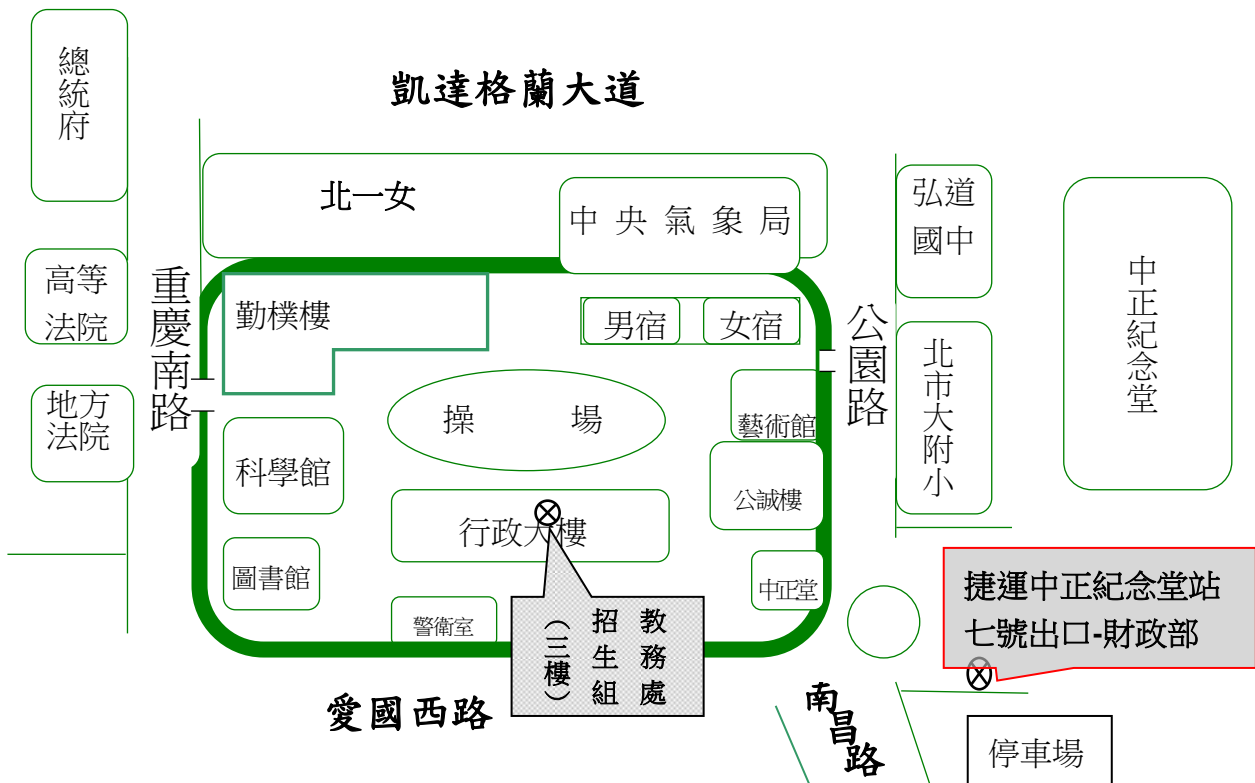 總統府
凱達格蘭大道
北一女
中央氣象局
弘道
國中
中正紀念堂
高等
法院
重慶南路
勤樸樓
男宿
女宿
公園路
北市大附小
地方
法院
操場
藝術館
科學館
公誠樓
行政大樓
圖書館
中正堂
警衛室
教務處
招生組
（三樓）
捷運中正紀念堂站
七號出口-財政部
愛國西路
南昌路
停車場